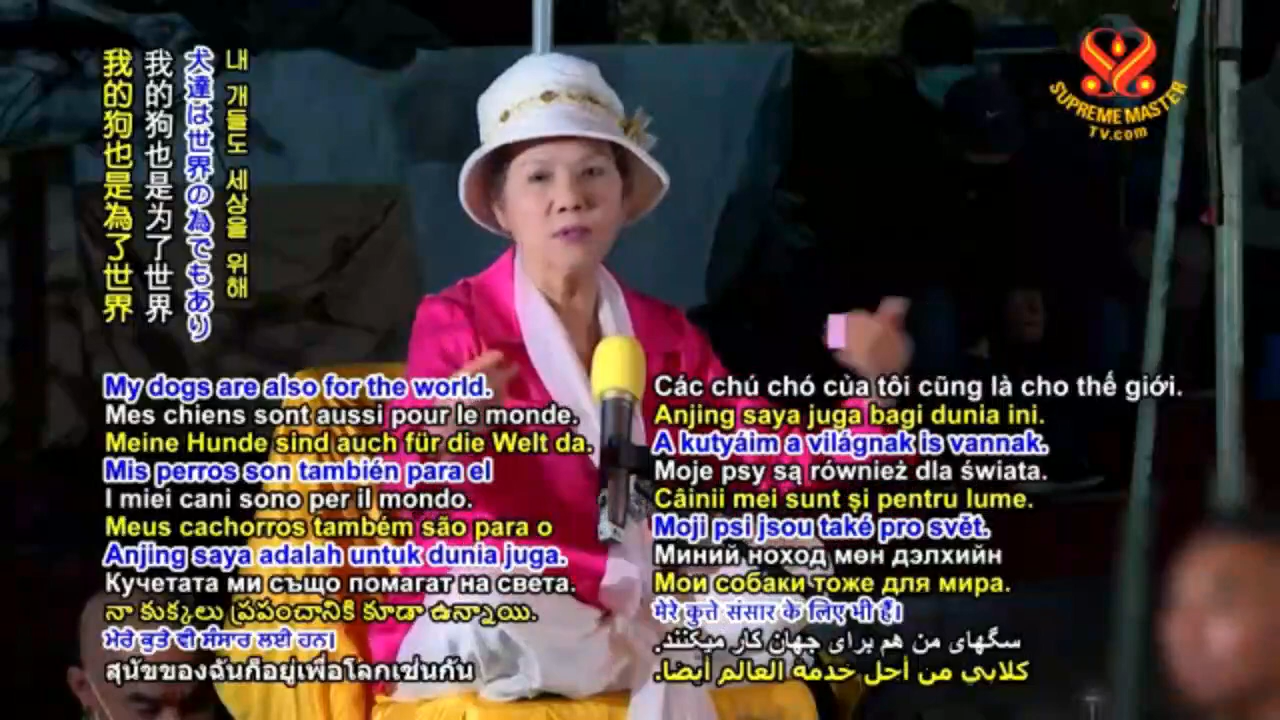 我的狗也是為了世界
我的狗也是为了世界
犬達は世界の為でもあり
내 개들도 세상을 위해
SUPREME MASTER
TV.com
My dogs are also for the world.
Mes chiens sont aussi pour le monde.
Meine Hunde sind auch für die Welt da.
Mis perros son también para el
I miei cani sono per il mondo.
Meus cachorros também são para o
Anjing saya adalah untuk dunia juga.
Кучетата ми също помагат на света.
నా కుక్కలు ప్రపంచానికి కూడా ఉన్నాయి.
ਮੇਰੇ ਕੁਤੇ ਵੀ ਸੰਸਾਰ ਲਈ ਹਨ।
สุนัขของฉันก็อยู่เพื่อโลกเช่นกัน
Các chú chó của tôi cũng là cho thế giới.
Anjing saya juga bagi dunia ini.
A kutyáim a világnak is vannak.
Moje psy są również dla świata.
Câinii mei sunt și pentru lume.
Moji psi jsou také pro svět.
Миний ноход мөн дэлхийн
Мои собаки тоже для мира.
मेरे कुत्ते संसार के लिए भी हैं।
سگهای من هم برای جهان کار میکنند.
كلابي من أجل خدمة العالم أيضا.